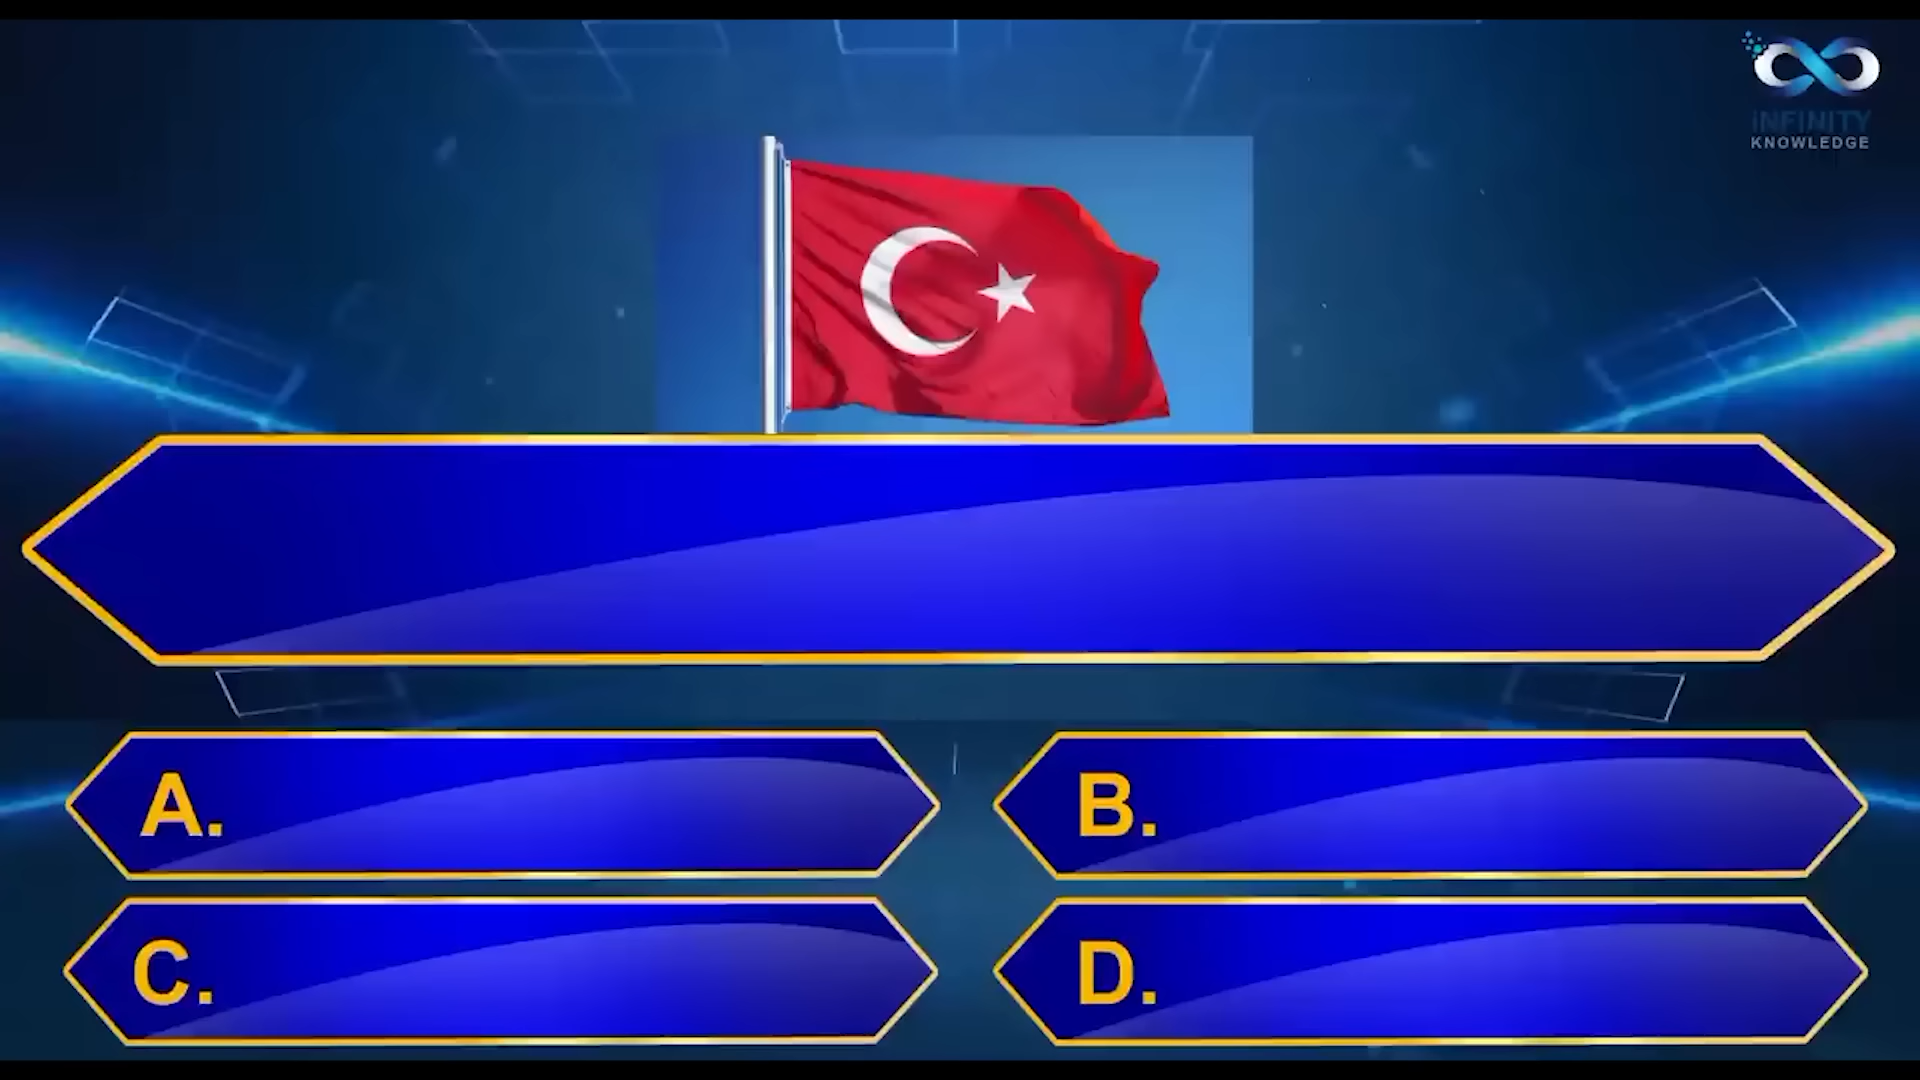 INFINITY
KNOWLEDGE
A.
B.
C.
D.